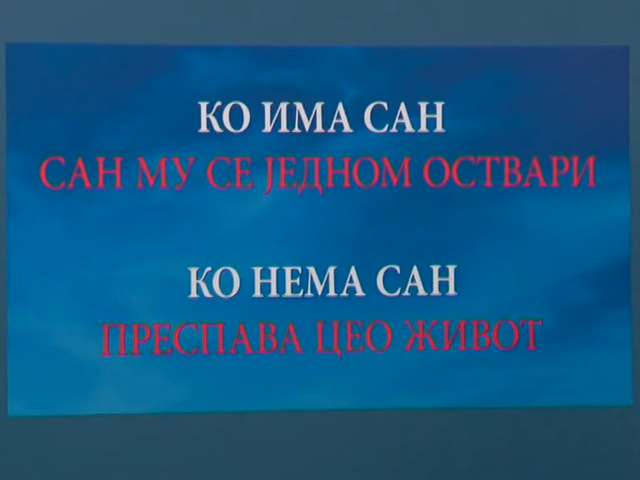 КО ИМА САН
САН МУ СЕ ЈЕДНОМ ОСТВАРИ
КО НЕМА САН
ПРЕСПАВА ЦЕО ЖИВОТ